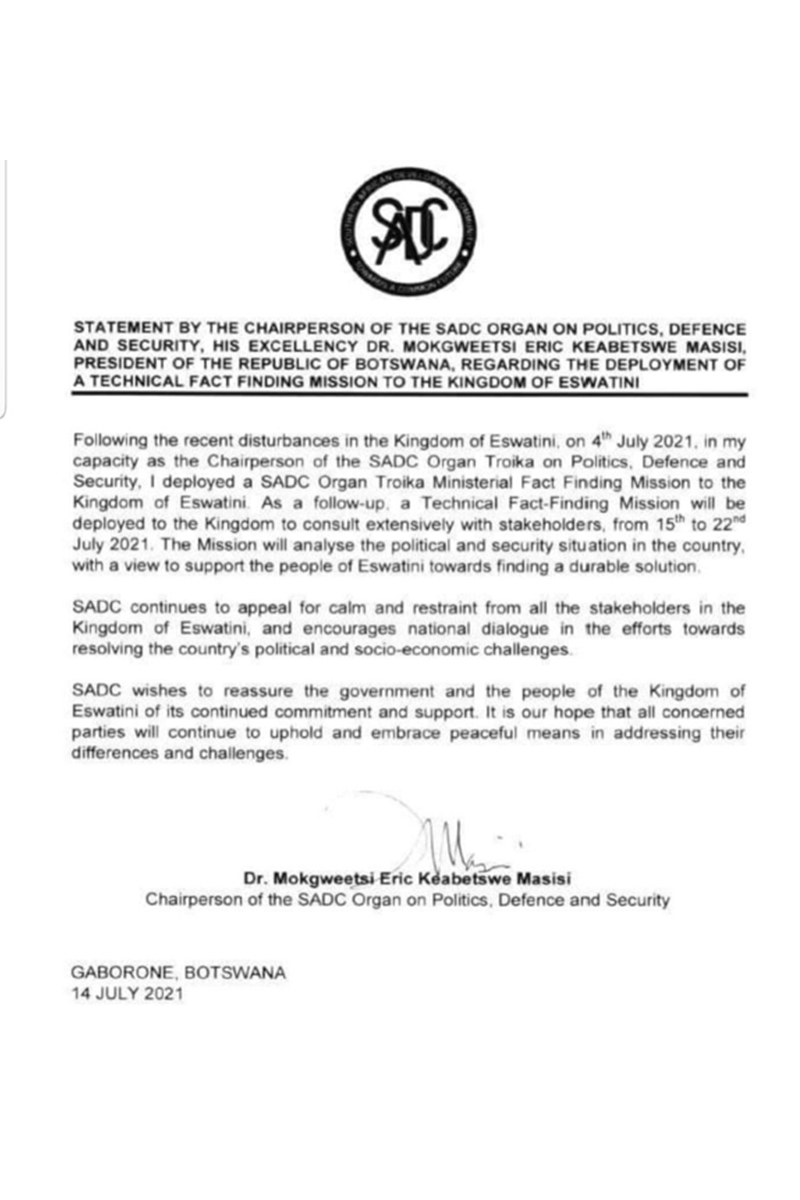 SOUTHERN AFRICAN DEVELOPMENT COMMUNITY
SADC
TOWARDS A COMMON FUTURE
STATEMENT BY THE CHAIRPERSON OF THE SADC ORGAN ON POLITICS, DEFENCE
AND SECURITY, HIS EXCELLENCY DR. MOKGWEETSI ERIC KEABETSWE MASISI,
PRESIDENT OF THE REPUBLIC OF BOTSWANA, REGARDING THE DEPLOYMENT OF
A TECHNICAL FACT FINDING MISSION TO THE KINGDOM OF ESWATINI
Following the recent disturbances in the Kingdom of Eswatini, on 4th July 2021, in my
capacity as the Chairperson of the SADC Organ Troika on Politics, Defence and
Security, I deployed a SADC Organ Troika Ministerial Fact Finding Mission to the
Kingdom of Eswatini. As a follow-up, a Technical Fact-Finding Mission will be
deployed to the Kingdom to consult extensively with stakeholders, from 15th to 22nd
July 2021. The Mission will analyse the political and security situation in the country,
with a view to support the people of Eswatini towards finding a durable solution.
SADC continues to appeal for calm and restraint from all the stakeholders in the
Kingdom of Eswatini, and encourages national dialogue in the efforts towards
resolving the country's political and socio-economic challenges.
SADC wishes to reassure the government and the people of the Kingdom of
Eswatini of its continued commitment and support. It is our hope that all concerned
parties will continue to uphold and embrace peaceful means in addressing their
differences and challenges.
Dr. Mokgweetsi Eric Keabetswe Masisi
Chairperson of the SADC Organ on Politics, Defence and Security
GABORONE, BOTSWANA
14 JULY 2021